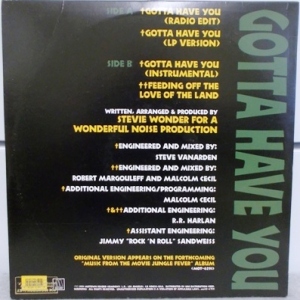 SIDE A †GOTTA HAVE YOU
(RADIO EDIT)
†GOTTA HAVE YOU
(LP VERSION)
SIDE B †GOTTA HAVE YOU
(INSTRUMENTAL)
††FEEDING OFF THE
LOVE OF THE LAND
WRITTEN, ARRANGED & PRODUCED BY
STEVIE WONDER FOR A
WONDERFUL NOISE PRODUCTION
†ENGINEERED AND MIXED BY:
STEVE VANARDEN
††ENGINEERED AND MIXED BY:
ROBERT MARGOULEFF AND MALCOLM CECIL
†ADDITIONAL ENGINEERING/PROGRAMMING:
MALCOLM CECIL
†&††ADDITIONAL ENGINEERING:
R.R. HARLAN
†ASSISTANT ENGINEERING:
JIMMY "ROCK 'N ROLL" SANDWEISS
ORIGINAL VERSION APPEARS ON THE FORTHCOMING
"MUSIC FROM THE MOVIE JUNGLE FEVER" ALBUM
GOTTA HAVE YOU